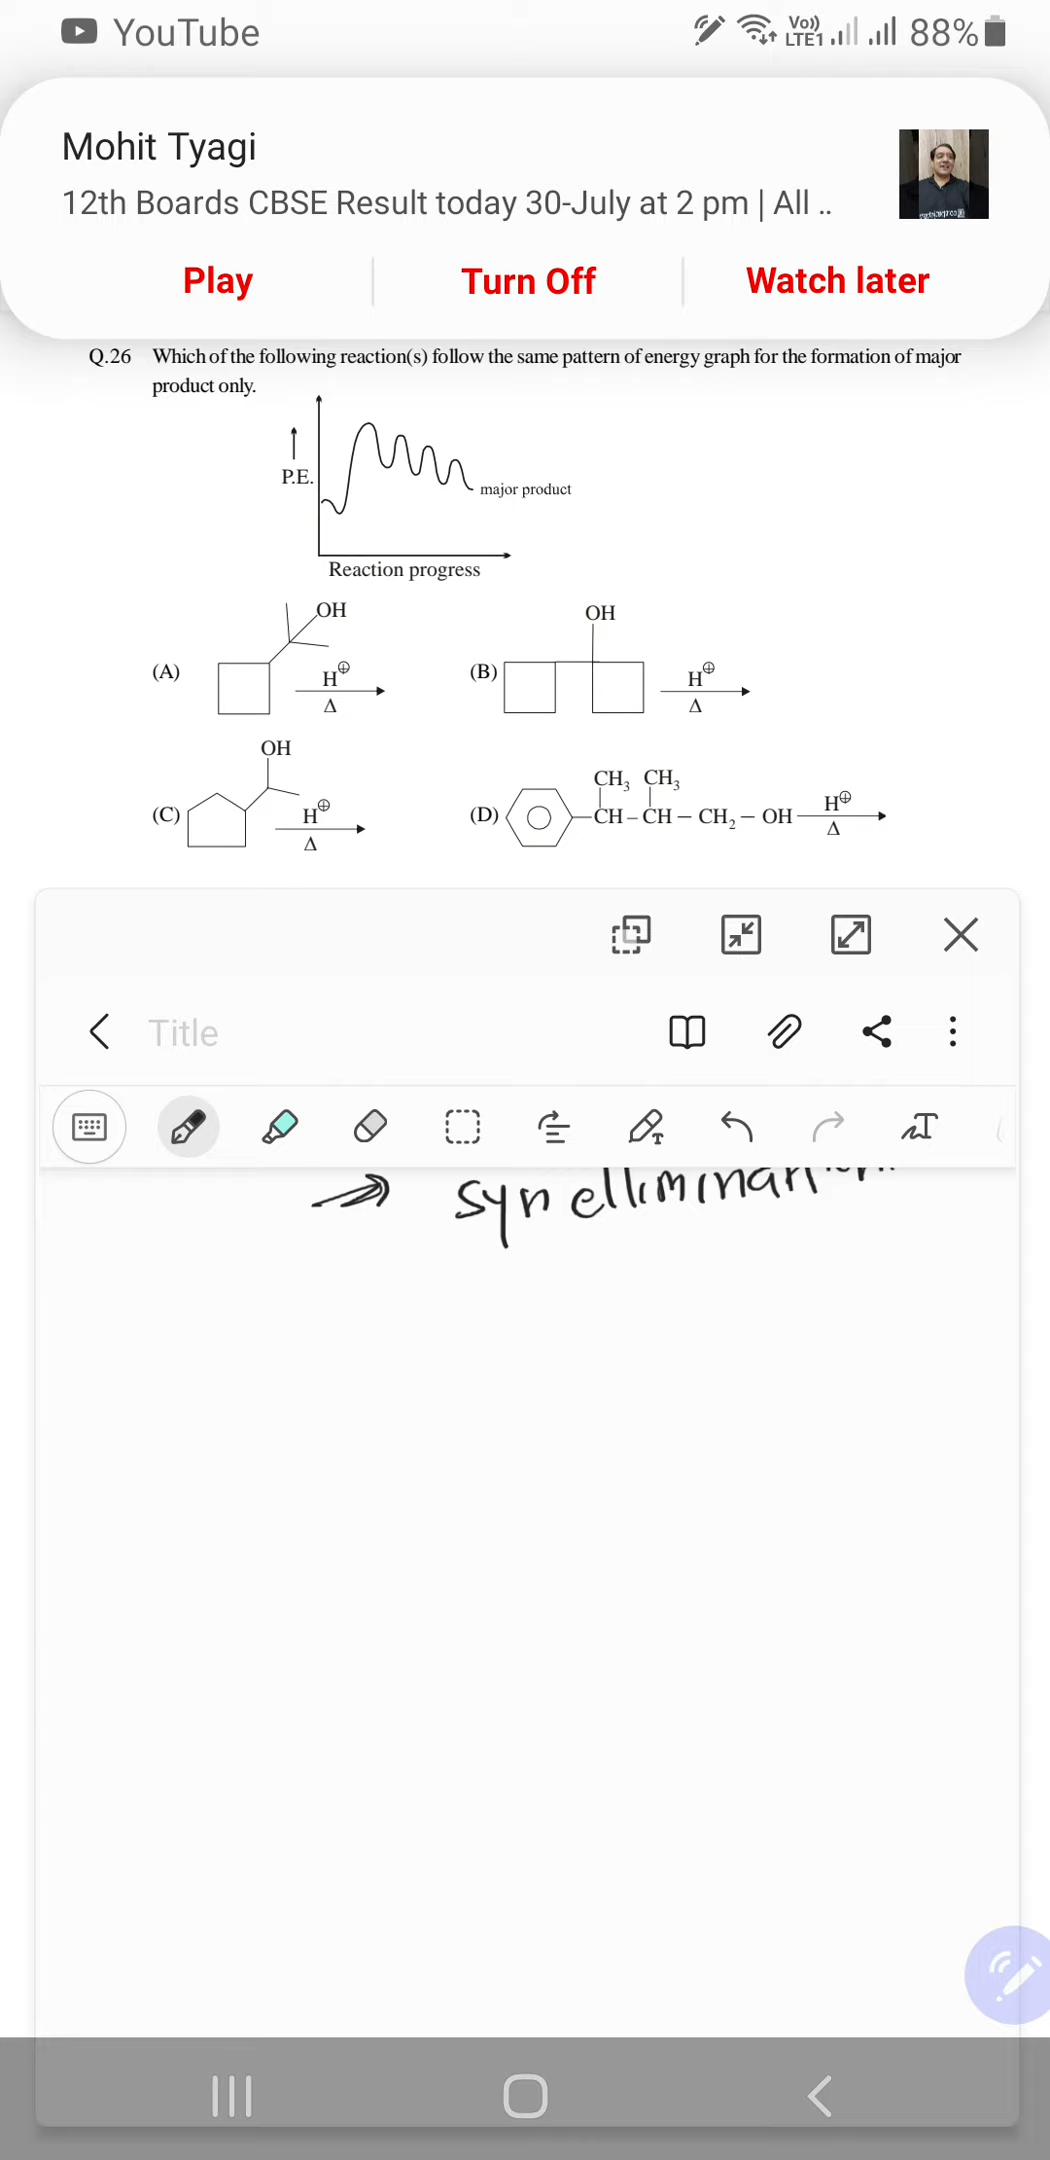 YouTube
Vo)) LTE1 88%
Mohit Tyagi
12th Boards CBSE Result today 30-July at 2 pm | All ..
Play Turn Off Watch later
Q.26 Which of the following reaction(s) follow the same pattern of energy graph for the formation of major
product only.
P.E.
major product
Reaction progress
OH
(A) H⊕
Δ
OH
(B) H⊕
Δ
OH
(C) H⊕
Δ
CH₃ CH₃
(D) CH – CH – CH₂ – OH H⊕
Δ
Title
T
⇒ syn